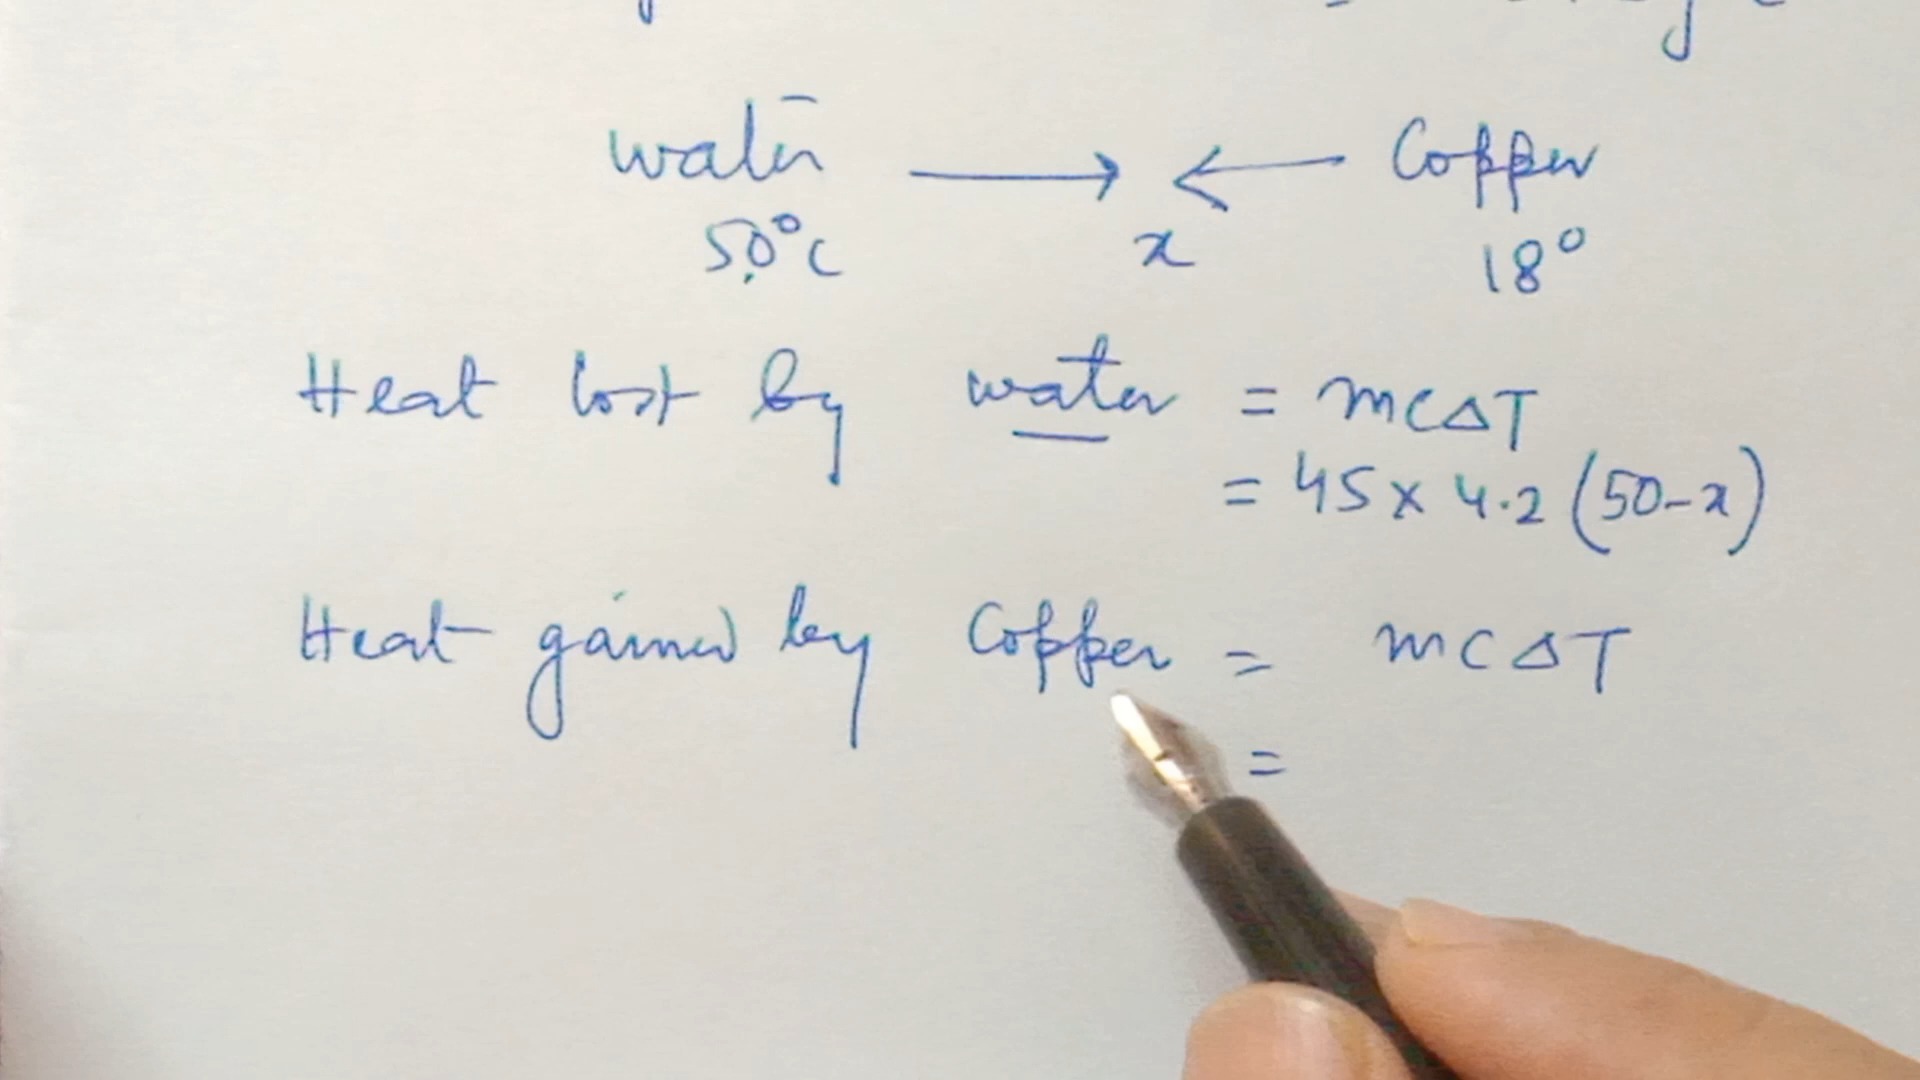 water → x ← Copper
50°C x 18°
Heat lost by water = mcΔT
= 45 x 4.2 (50-x)
Heat gained by Copper = mcΔT
=